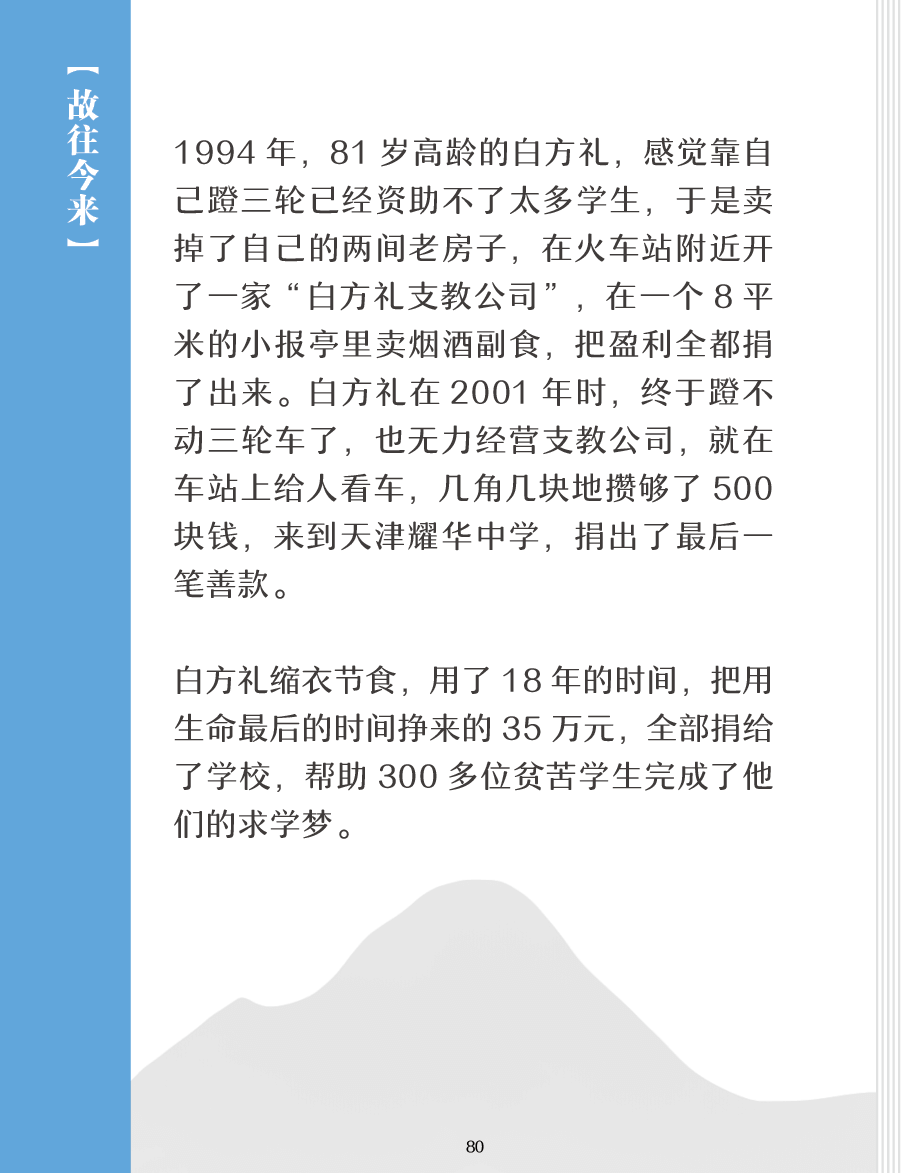 【故往今来】
1994 年，81 岁高龄的白方礼，感觉靠自
己蹬三轮已经资助不了太多学生，于是卖
掉了自己的两间老房子，在火车站附近开
了一家“白方礼支教公司”，在一个 8 平
米的小报亭里卖烟酒副食，把盈利全都捐
了出来。白方礼在 2001 年时，终于蹬不
动三轮车了，也无力经营支教公司，就在
车站上给人看车，几角几块地攒够了 500
块钱，来到天津耀华中学，捐出了最后一
笔善款。
白方礼缩衣节食，用了 18 年的时间，把用
生命最后的时间挣来的 35 万元，全部捐给
了学校，帮助 300 多位贫苦学生完成了他
们的求学梦。
80